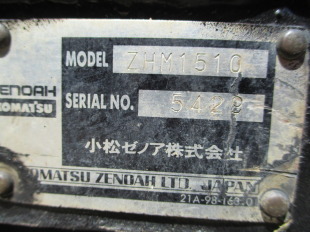 MODEL ZHM1510
ZENOAH
KOMATSU
SERIAL NO.
小松ゼノア株式会社
KOMATSU ZENOAH LTD. JAPAN